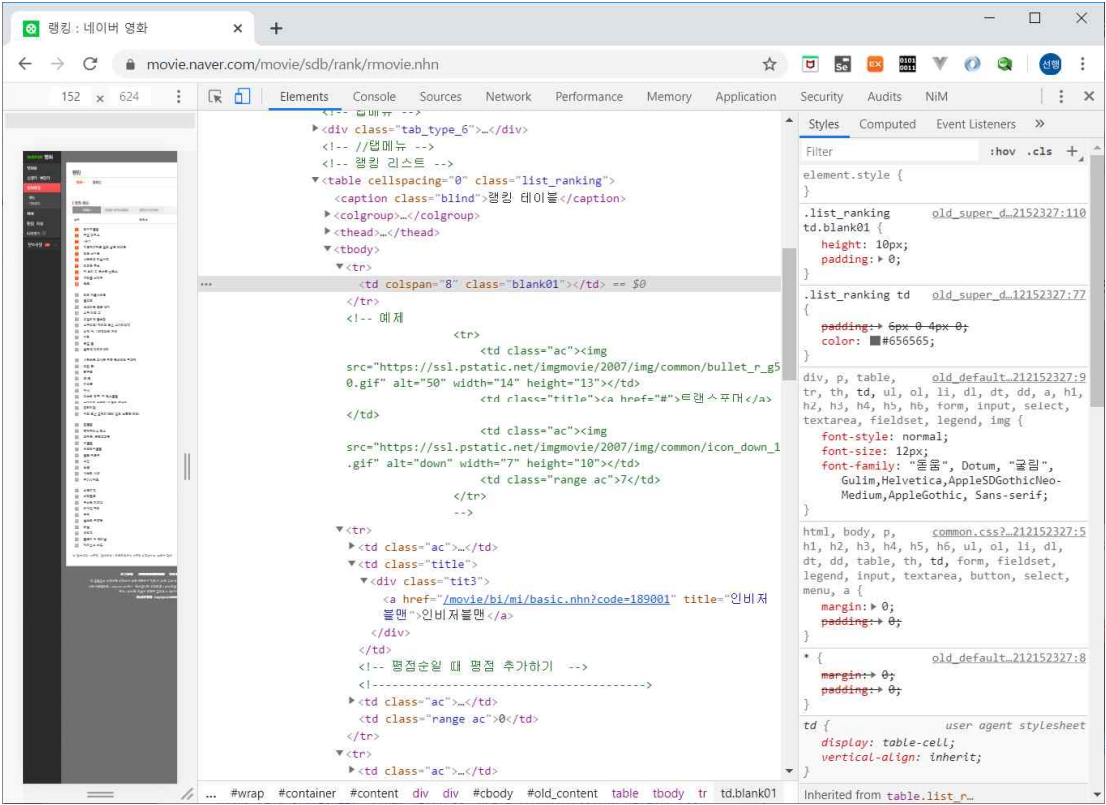 랭킹 : 네이버 영화
movie.naver.com/movie/sdb/rank/rmovie.nhn
선행
152 x 624
Elements Console Sources Network Performance Memory Application Security Audits NiM
<!-- 탭메뉴 -->
<div class="tab_type_6">…</div>
<!-- //탭메뉴 -->
<!-- 랭킹 리스트 -->
<table cellspacing="0" class="list_ranking">
<caption class="blind">랭킹 테이블</caption>
<colgroup>…</colgroup>
<thead>…</thead>
<tbody>
<tr>
<td colspan="8" class="blank01"></td> == $0
</tr>
<!-- 예제
<tr>
<td class="ac"><img
src="https://ssl.pstatic.net/imgmovie/2007/img/common/bullet_r_g5
0.gif" alt="50" width="14" height="13"></td>
<td class="title"><a href="#">트랜스포머</a>
</td>
<td class="ac"><img
src="https://ssl.pstatic.net/imgmovie/2007/img/common/icon_down_1
.gif" alt="down" width="7" height="10"></td>
<td class="range ac">7</td>
</tr>
-->
<tr>
<td class="ac">…</td>
<td class="title">
<div class="tit3">
<a href="/movie/bi/mi/basic.nhn?code=189001" title="인비저
블맨">인비저블맨</a>
</div>
</td>
<!-- 평점순일 때 평점 추가하기 -->
<!----------------------------------------->
<td class="ac">…</td>
<td class="range ac">0</td>
</tr>
<tr>
<td class="ac">…</td>
... #wrap #container #content div div #cbody #old_content table tbody tr td.blank01
Styles Computed Event Listeners »
Filter :hov .cls +
element.style {
}
.list_ranking old_super_d…2152327:110
td.blank01 {
height: 10px;
padding: 0;
}
.list_ranking td old_super_d…12152327:77
{
padding: 6px 0 4px 0;
color: #656565;
}
div, p, table, old_default…212152327:9
tr, th, td, ul, ol, li, dl, dt, dd, a, h1,
h2, h3, h4, h5, h6, form, input, select,
textarea, fieldset, legend, img {
font-style: normal;
font-size: 12px;
font-family: "돋움", Dotum, "굴림",
Gulim,Helvetica,AppleSDGothicNeo-
Medium,AppleGothic, Sans-serif;
}
html, body, p, common.css?…212152327:5
h1, h2, h3, h4, h5, h6, ul, ol, li, dl,
dt, dd, table, th, td, form, fieldset,
legend, input, textarea, button, select,
menu, a {
margin: 0;
padding: 0;
}
* { old_default…212152327:8
margin: 0;
padding: 0;
}
td { user agent stylesheet
display: table-cell;
vertical-align: inherit;
}
Inherited from table.list_r…